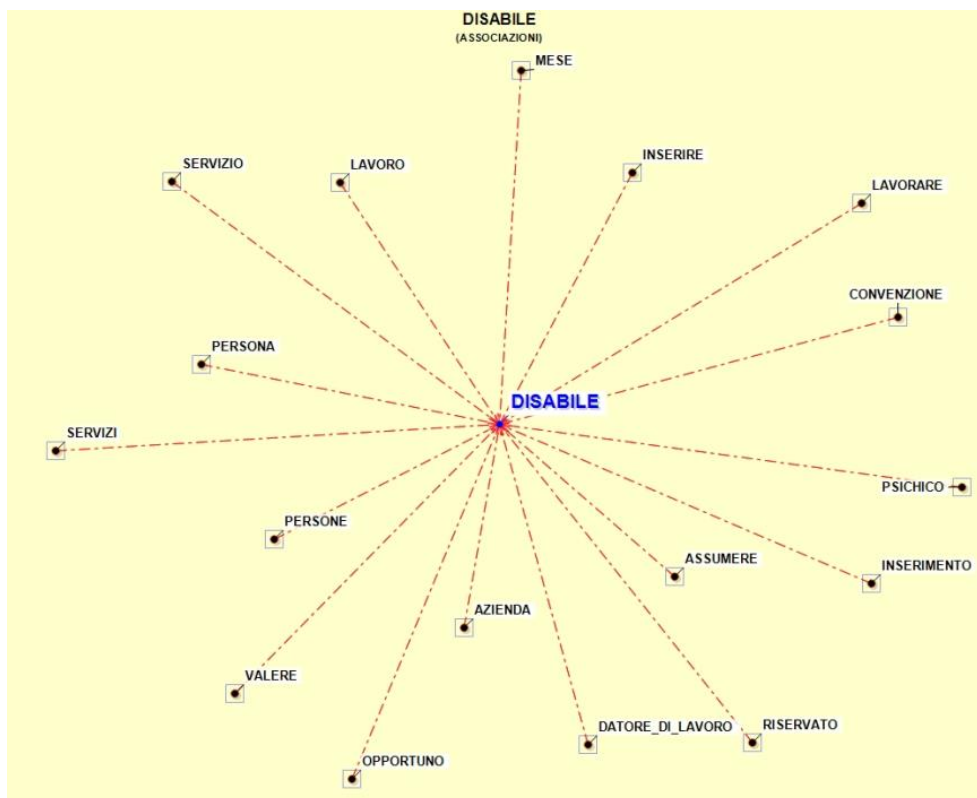 DISABILE
(ASSOCIAZIONI)
MESE
INSERIRE
SERVIZIO
LAVORO
LAVORARE
CONVENZIONE
PERSONA
DISABILE
SERVIZI
PSICHICO
PERSONE
ASSUMERE
INSERIMENTO
AZIENDA
VALERE
DATORE_DI_LAVORO
RISERVATO
OPPORTUNO